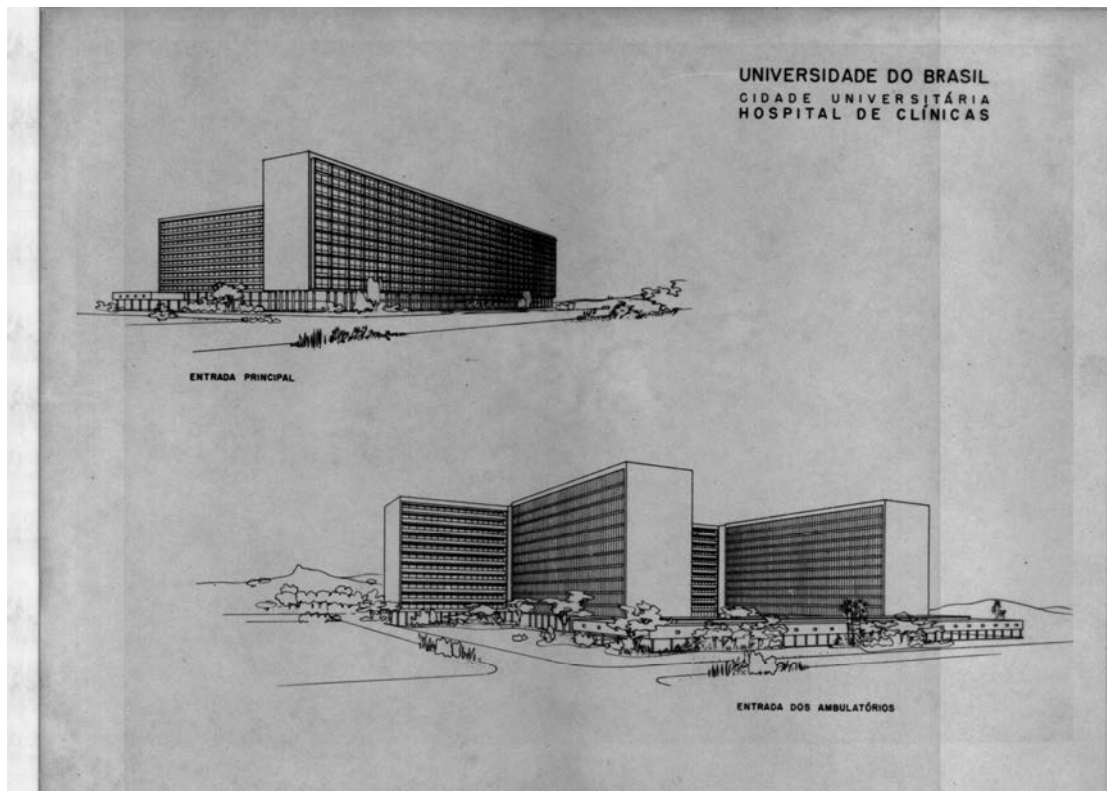 UNIVERSIDADE DO BRASIL
CIDADE UNIVERSITÁRIA
HOSPITAL DE CLÍNICAS
ENTRADA PRINCIPAL
ENTRADA DOS AMBULATÓRIOS